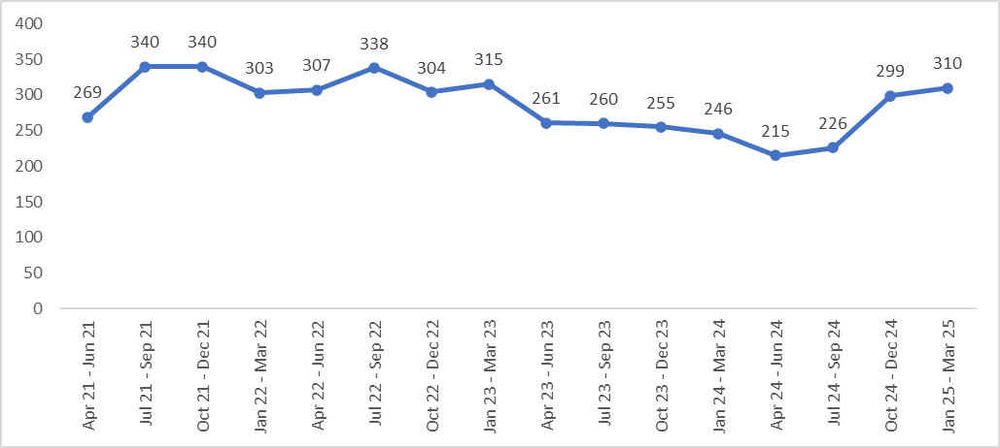 400
350
300
250
200
150
100
50
0
269
340
340
303
307
338
304
315
261
260
255
246
215
226
299
310
Apr 21 - Jun 21
Jul 21 - Sep 21
Oct 21 - Dec 21
Jan 22 - Mar 22
Apr 22 - Jun 22
Jul 22 - Sep 22
Oct 22 - Dec 22
Jan 23 - Mar 23
Apr 23 - Jun 23
Jul 23 - Sep 23
Oct 23 - Dec 23
Jan 24 - Mar 24
Apr 24 - Jun 24
Jul 24 - Sep 24
Oct 24 - Dec 24
Jan 25 - Mar 25